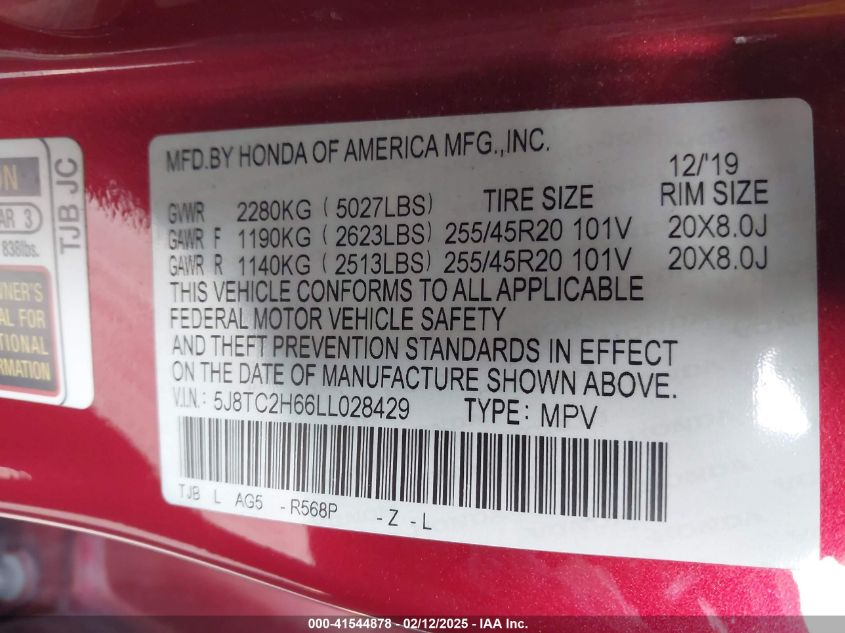 MFD.BY HONDA OF AMERICA MFG.,INC.
12/'19
GVWR 2280KG ( 5027LBS) TIRE SIZE RIM SIZE
GAWR F 1190KG ( 2623LBS) 255/45R20 101V 20X8.0J
GAWR R 1140KG ( 2513LBS) 255/45R20 101V 20X8.0J
THIS VEHICLE CONFORMS TO ALL APPLICABLE
FEDERAL MOTOR VEHICLE SAFETY
AND THEFT PREVENTION STANDARDS IN EFFECT
ON THE DATE OF MANUFACTURE SHOWN ABOVE.
V.I.N.: 5J8TC2H66LL028429 TYPE: MPV
TJB L AG5 -R568P -Z -L
TJB JC
AR 3
838lbs.
000-41544878 - 02/12/2025 - IAA Inc.